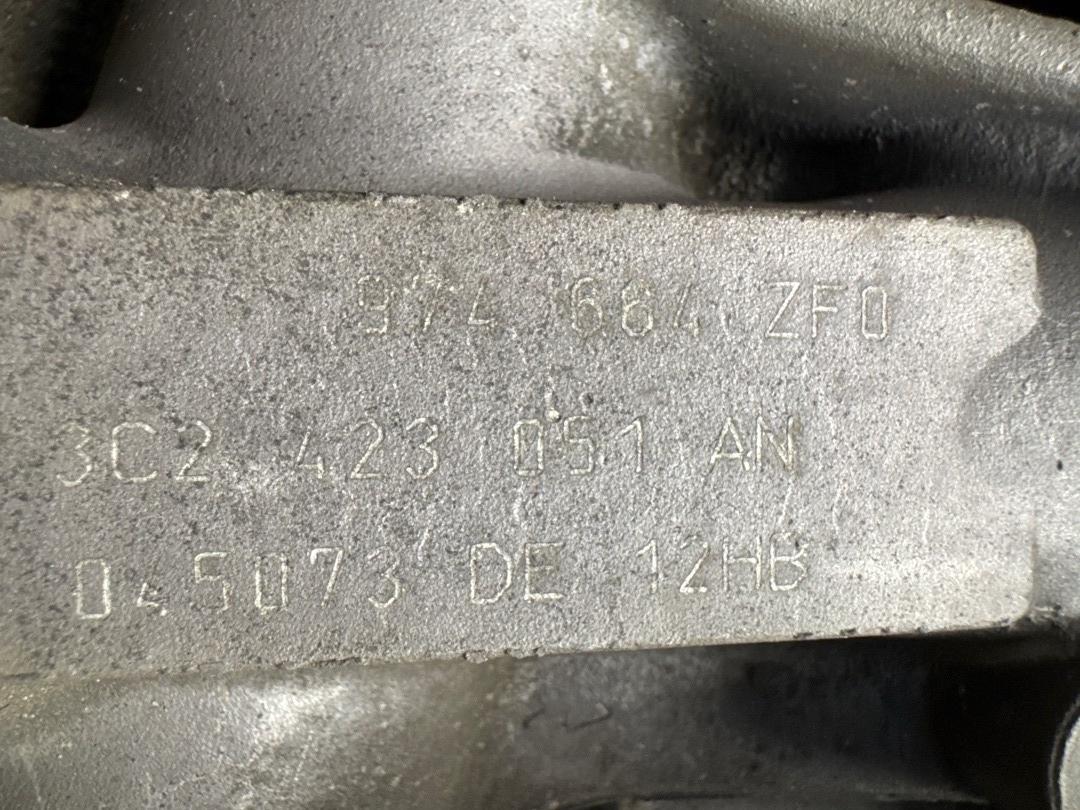 974 664 ZF0
3C2 423 051 AN
045073 DE 12HB